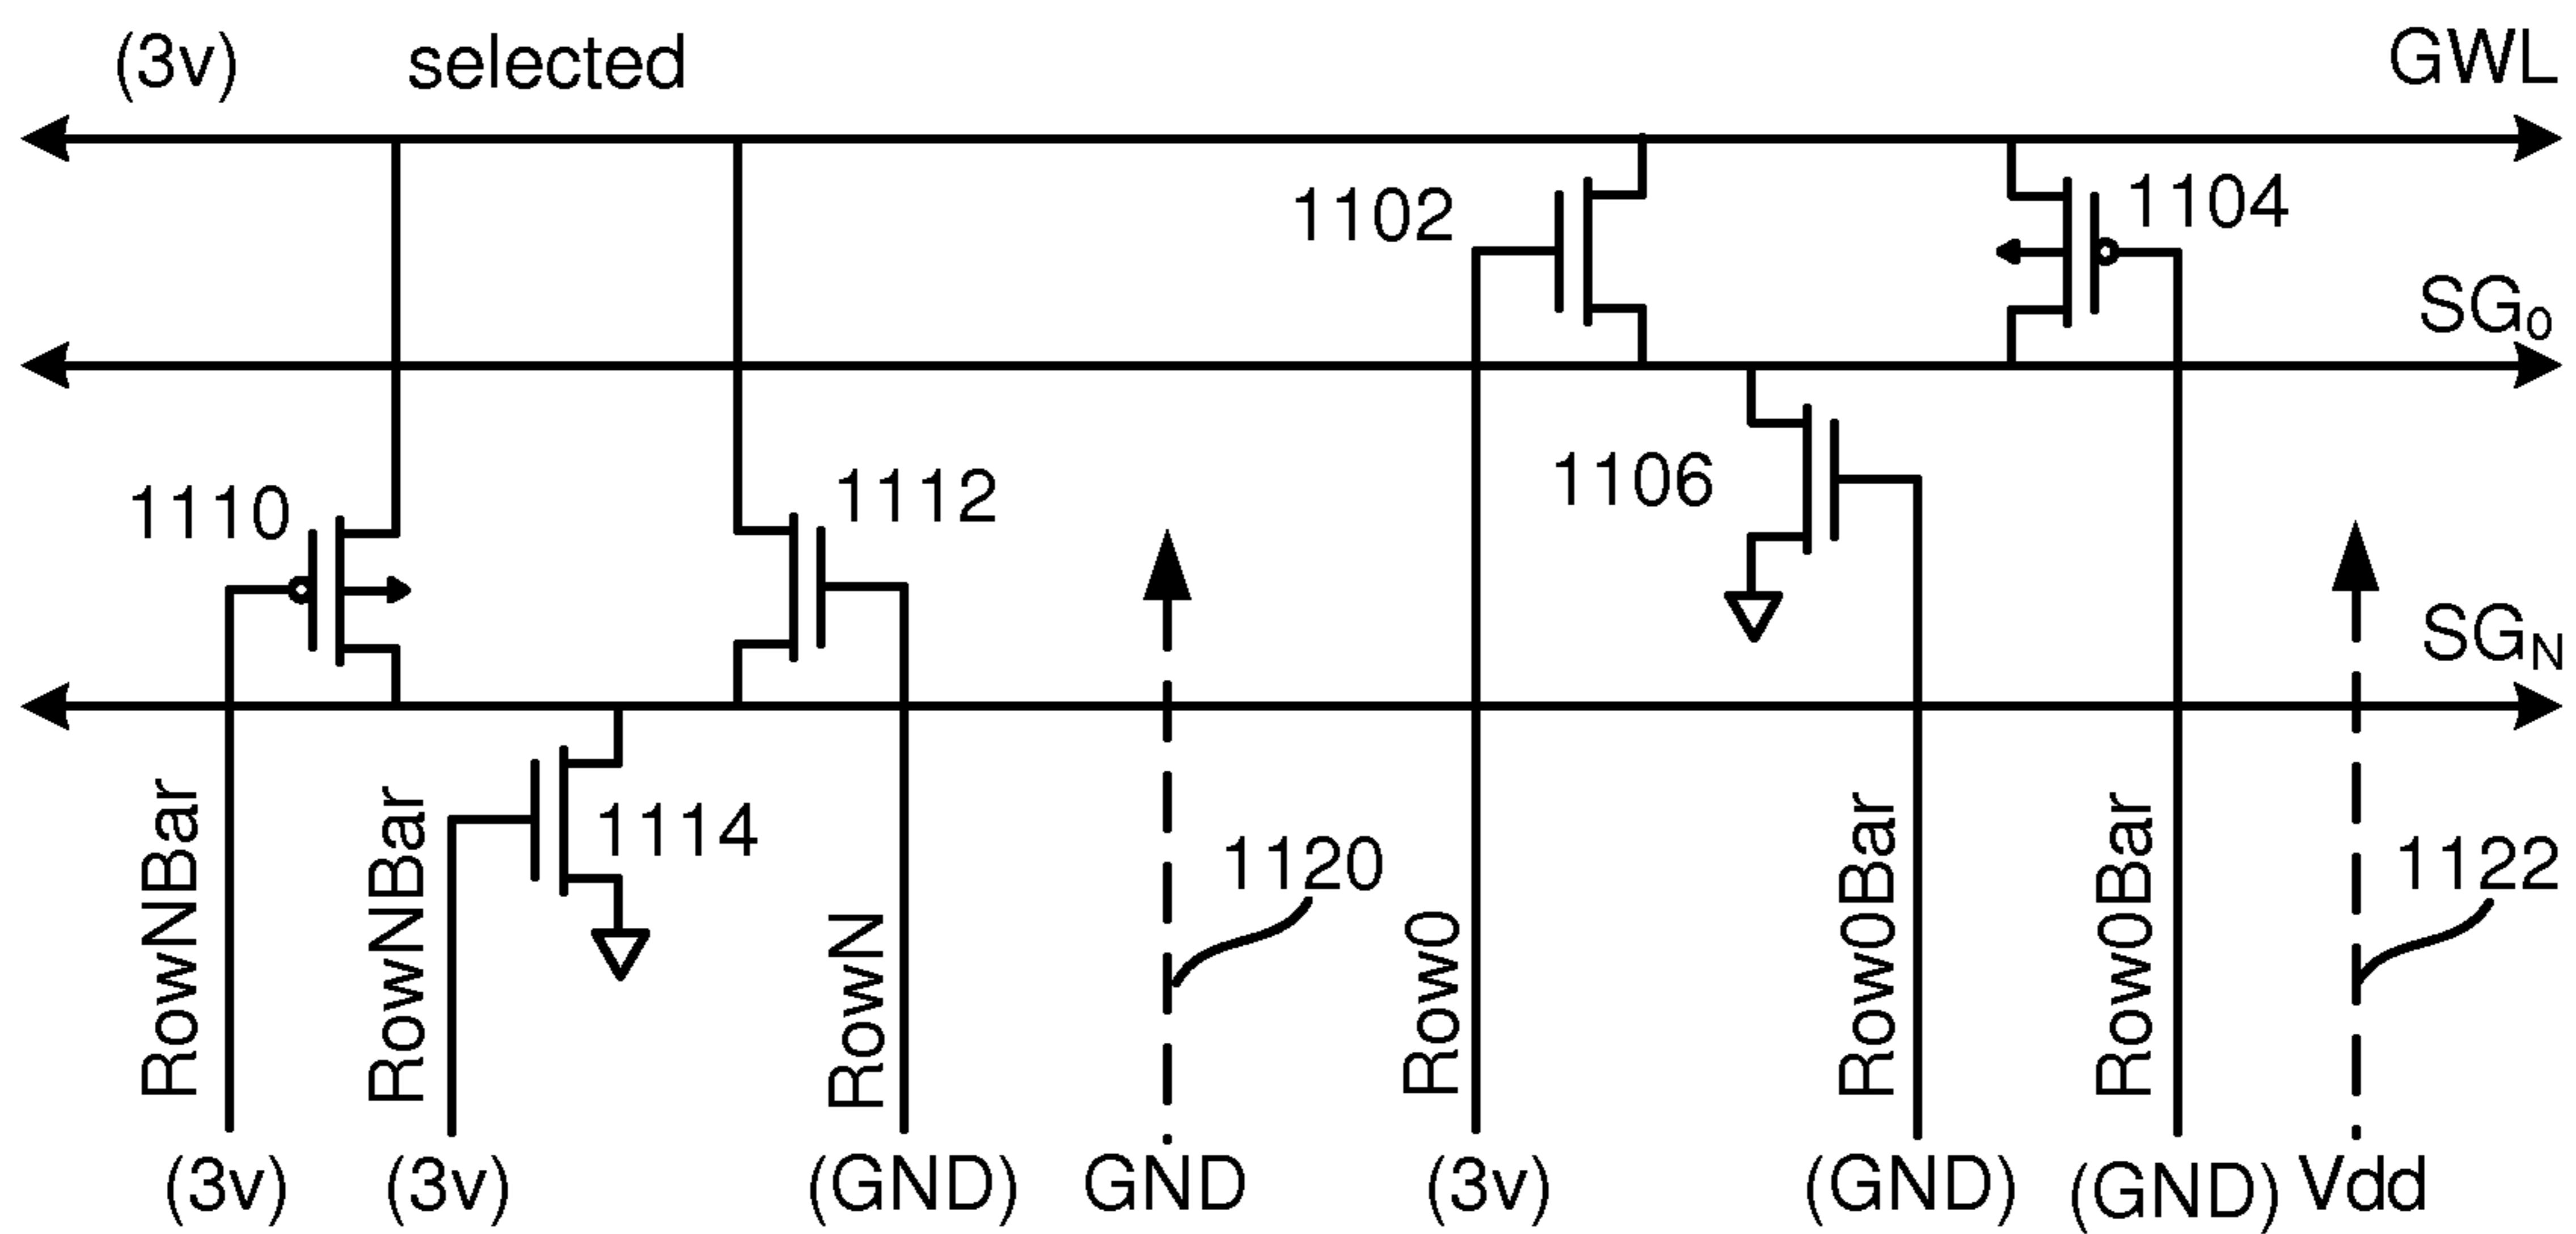 (3v) selected GWL
1102 1104
SG0
1110 1112 1106
SGN
1114
1120 1122
RowNBar RowNBar RowN Row0 Row0Bar Row0Bar
(3v) (3v) (GND) GND (3v) (GND) (GND) Vdd